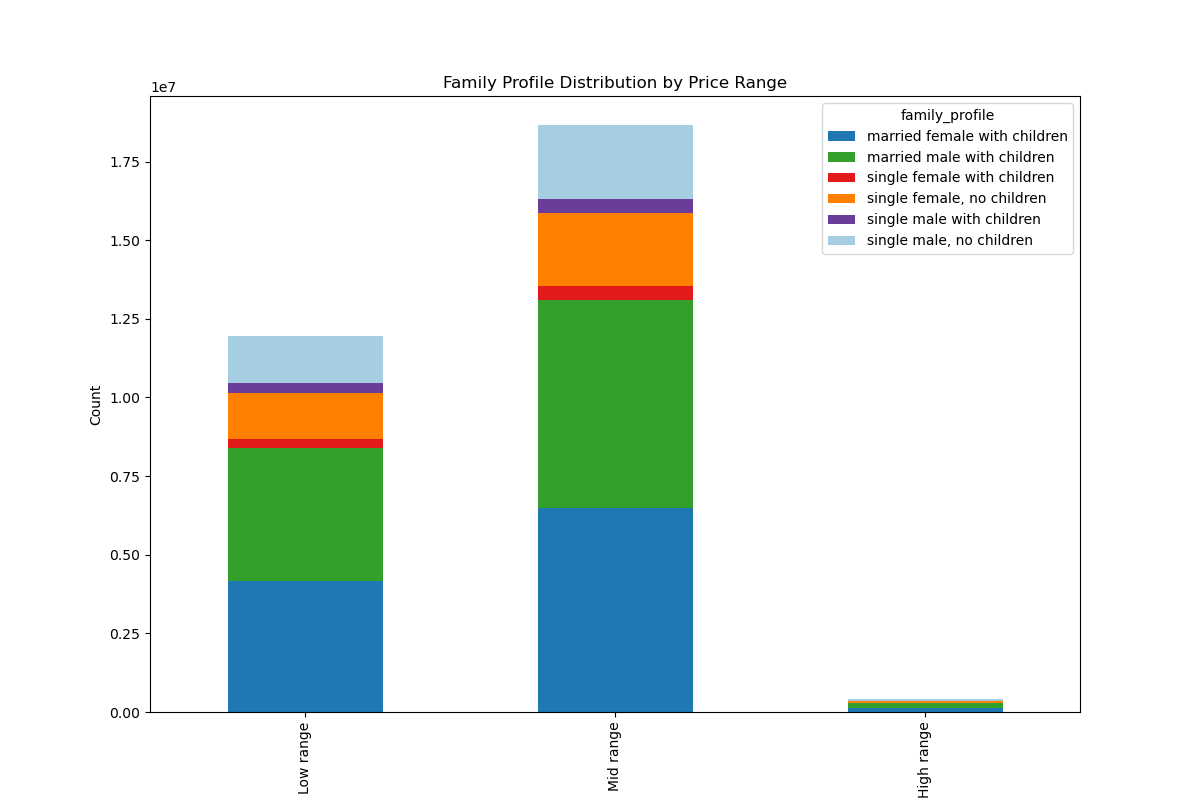 Family Profile Distribution by Price Range
1e7
family_profile
married female with children
married male with children
single female with children
single female, no children
single male with children
single male, no children
1.75
1.50
1.25
1.00
0.75
0.50
0.25
0.00
Count
Low range
Mid range
High range